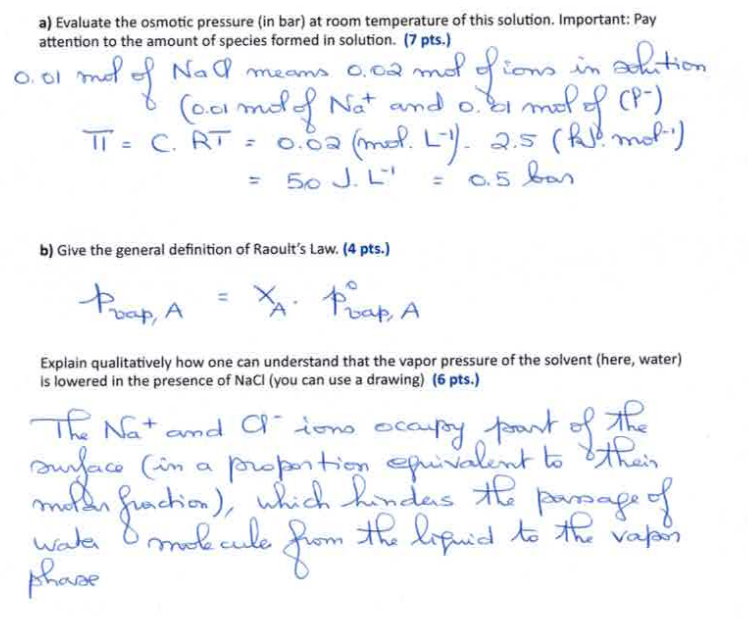 a) Evaluate the osmotic pressure (in bar) at room temperature of this solution. Important: Pay
attention to the amount of species formed in solution. (7 pts.)
0.01 mol of NaCl means 0.02 mol of ions in solution
(0.01 mol of Na⁺ and 0.01 mol of Cl⁻)
Π = C. RT = 0.02 (mol. L⁻¹). 2.5 (kJ. mol⁻¹)
= 50 J. L⁻¹ = 0.5 bar
b) Give the general definition of Raoult's Law. (4 pts.)
p vap, A = x_A . p° vap, A
Explain qualitatively how one can understand that the vapor pressure of the solvent (here, water)
is lowered in the presence of NaCl (you can use a drawing) (6 pts.)
The Na⁺ and Cl⁻ ions occupy part of the
surface (in a proportion equivalent to their
molar fraction), which hinders the passage of
water molecule from the liquid to the vapor
phase